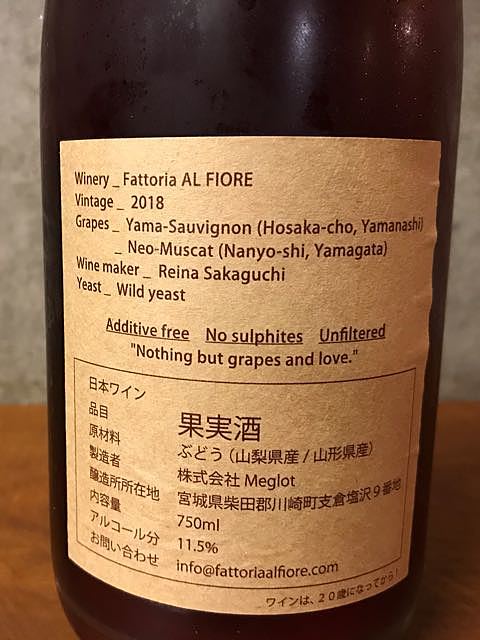 Winery _ Fattoria AL FIORE
Vintage _ 2018
Grapes _ Yama-Sauvignon (Hosaka-cho, Yamanashi)
_ Neo-Muscat (Nanyo-shi, Yamagata)
Wine maker _ Reina Sakaguchi
Yeast _ Wild yeast
Additive free No sulphites Unfiltered
"Nothing but grapes and love."
日本ワイン
品目 果実酒
原材料 ぶどう(山梨県産 / 山形県産)
製造者 株式会社 Meglot
醸造所所在地 宮城県柴田郡川崎町支倉塩沢9番地
内容量 750ml
アルコール分 11.5%
お問い合わせ info@fattoriaalfiore.com
ワインは、20歳になってから!